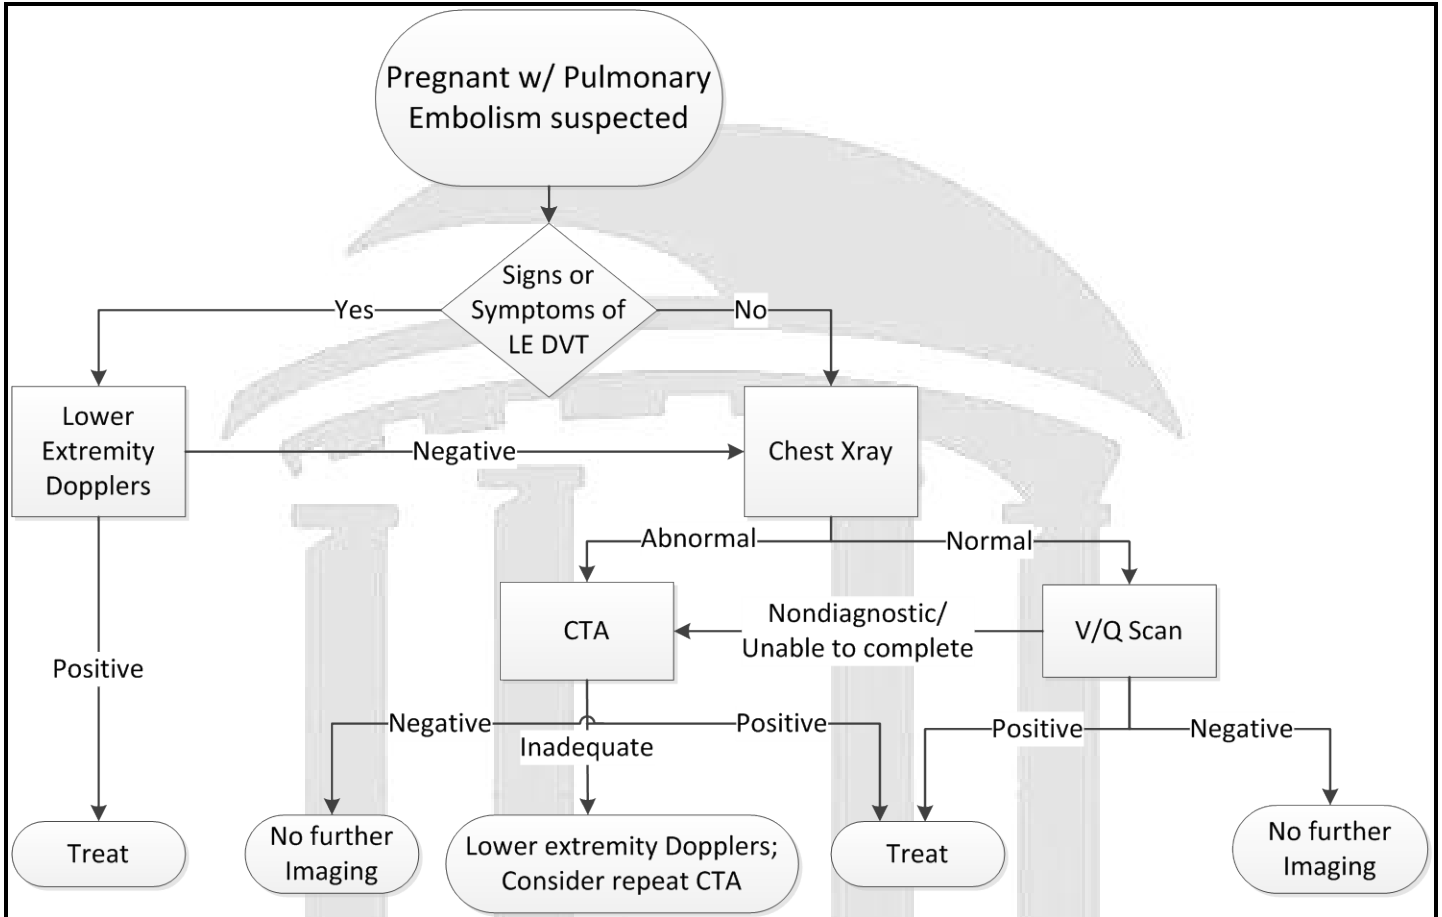 Pregnant w/ Pulmonary
Embolism suspected
Signs or
Symptoms of
LE DVT
Yes
No
Lower
Extremity
Dopplers
Negative
Chest Xray
Abnormal
Normal
CTA
Nondiagnostic/
Unable to complete
V/Q Scan
Positive
Negative
Inadequate
Positive
Positive
Negative
Treat
No further
Imaging
Lower extremity Dopplers;
Consider repeat CTA
Treat
No further
Imaging